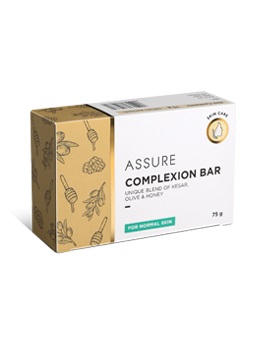 SKIN CARE
ASSURE
COMPLEXION BAR
UNIQUE BLEND OF KESAR,
OLIVE & HONEY
FOR NORMAL SKIN
75 g